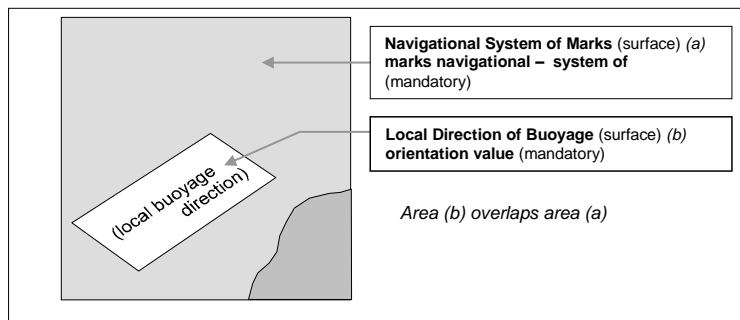 Navigational System of Marks (surface) (a)
marks navigational – system of
(mandatory)
Local Direction of Buoyage (surface) (b)
orientation value (mandatory)
(local buoyage
direction)
Area (b) overlaps area (a)